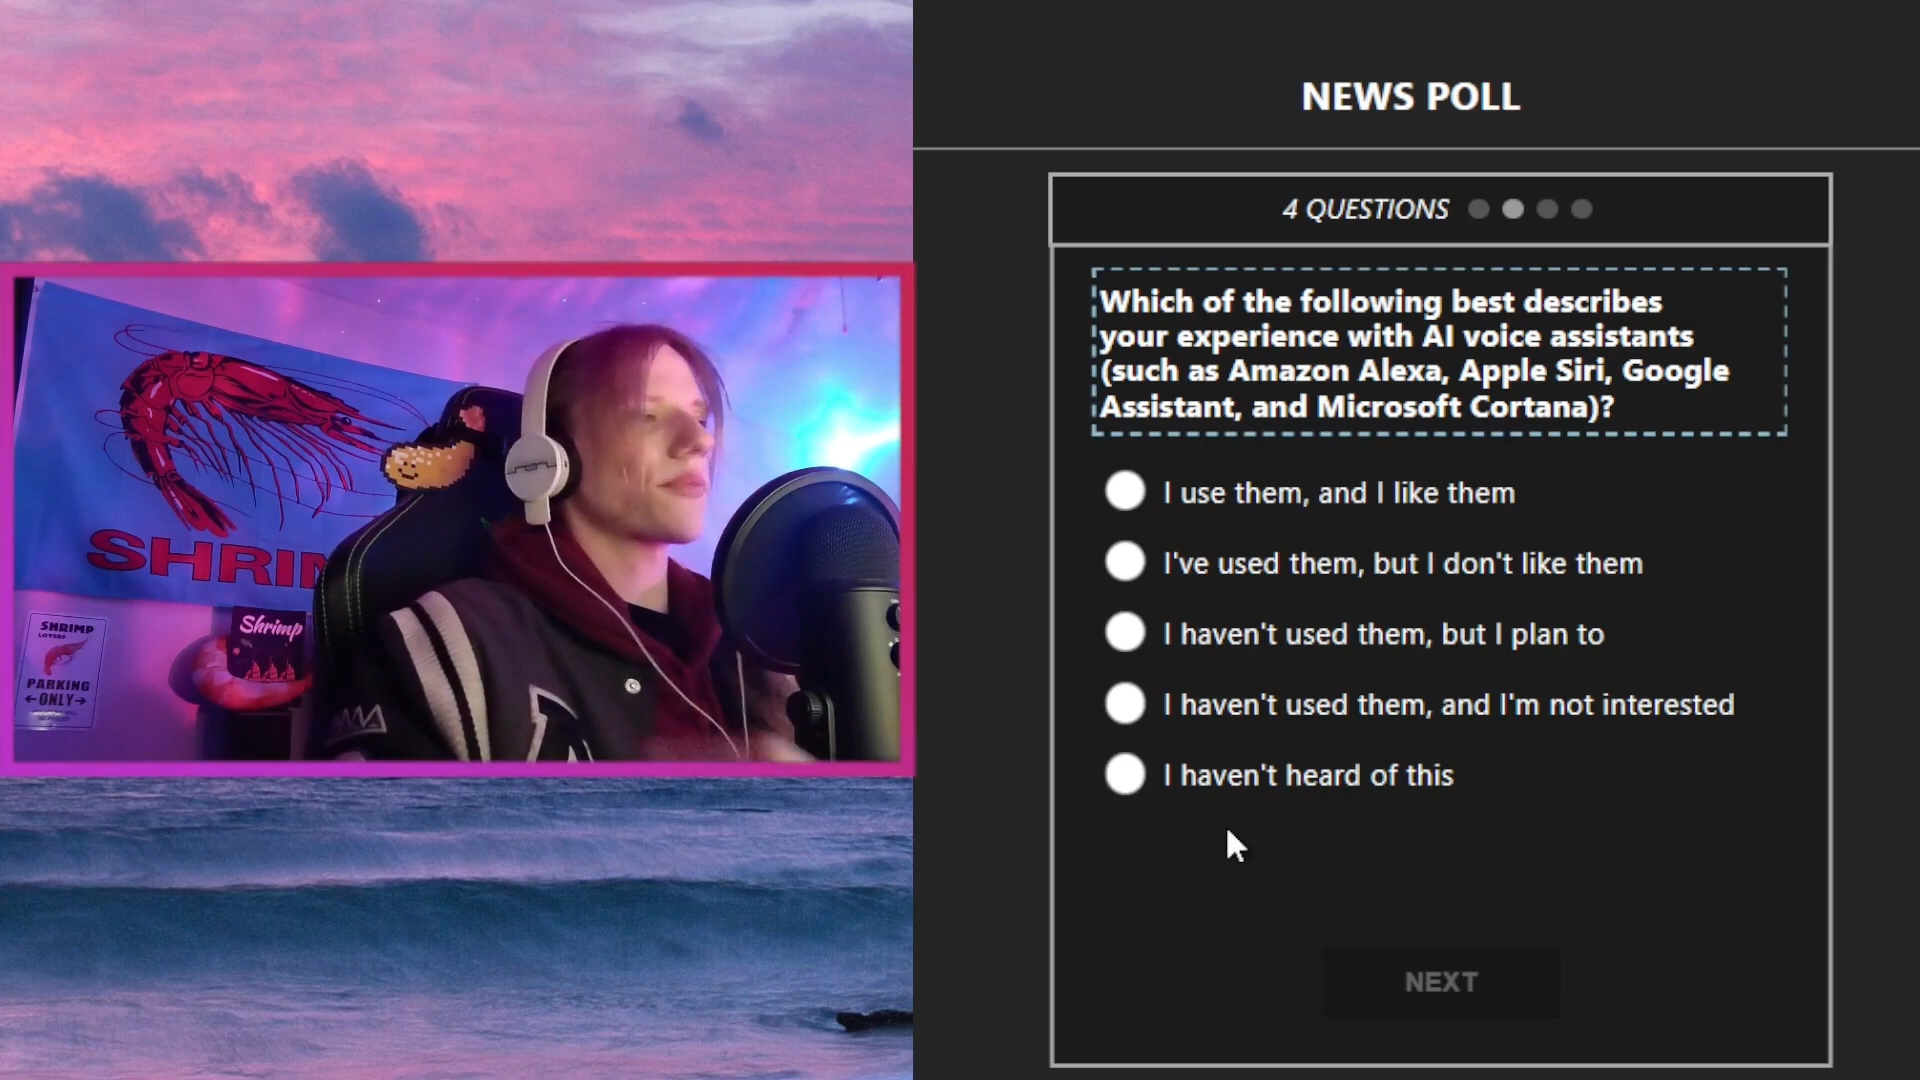 SHRIM
SHRIMP
LOVERS
PARKING
←ONLY→
Shrimp
NEWS POLL
4 QUESTIONS
Which of the following best describes
your experience with AI voice assistants
(such as Amazon Alexa, Apple Siri, Google
Assistant, and Microsoft Cortana)?
I use them, and I like them
I've used them, but I don't like them
I haven't used them, but I plan to
I haven't used them, and I'm not interested
I haven't heard of this
NEXT